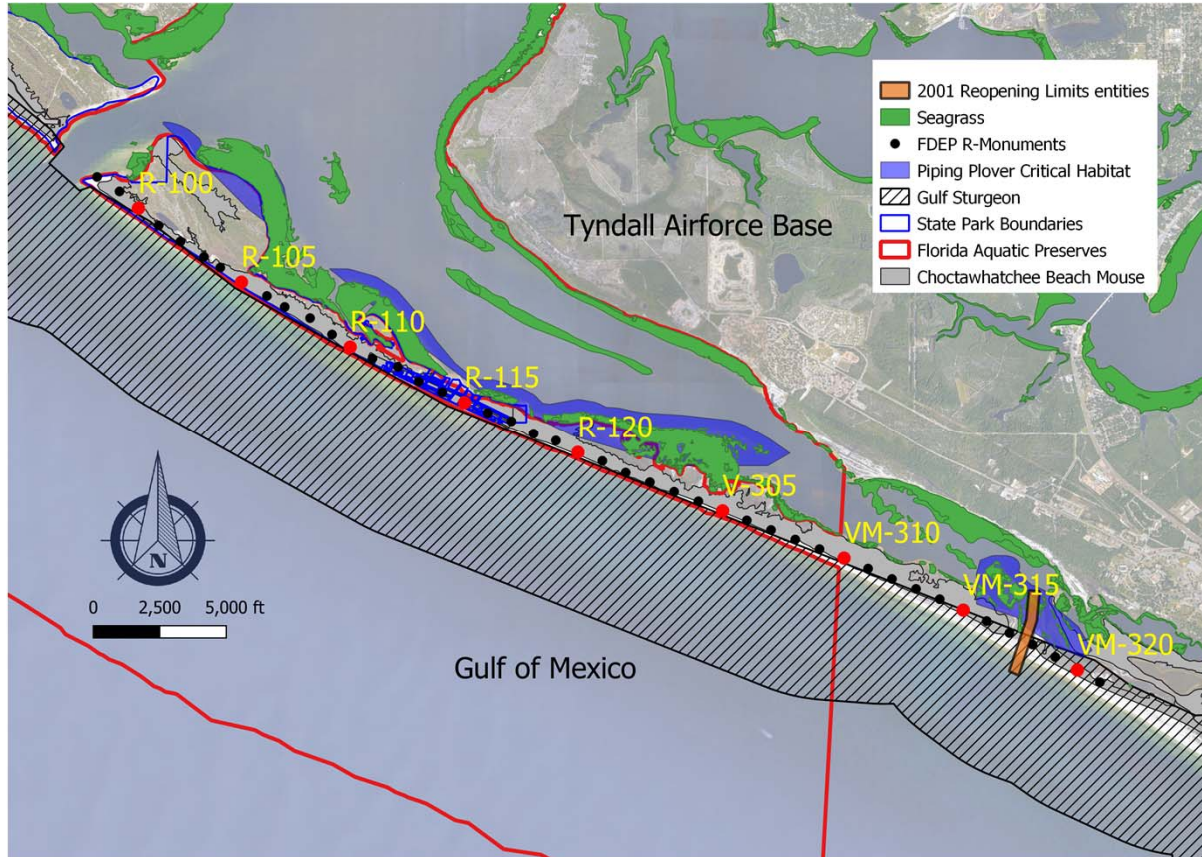 2001 Reopening Limits entities
Seagrass
FDEP R-Monuments
Piping Plover Critical Habitat
Gulf Sturgeon
State Park Boundaries
Florida Aquatic Preserves
Choctawhatchee Beach Mouse
R-100
Tyndall Airforce Base
R-105
R-110
R-115
R-120
V-305
VM-310
VM-315
VM-320
N
0 2,500 5,000 ft
Gulf of Mexico